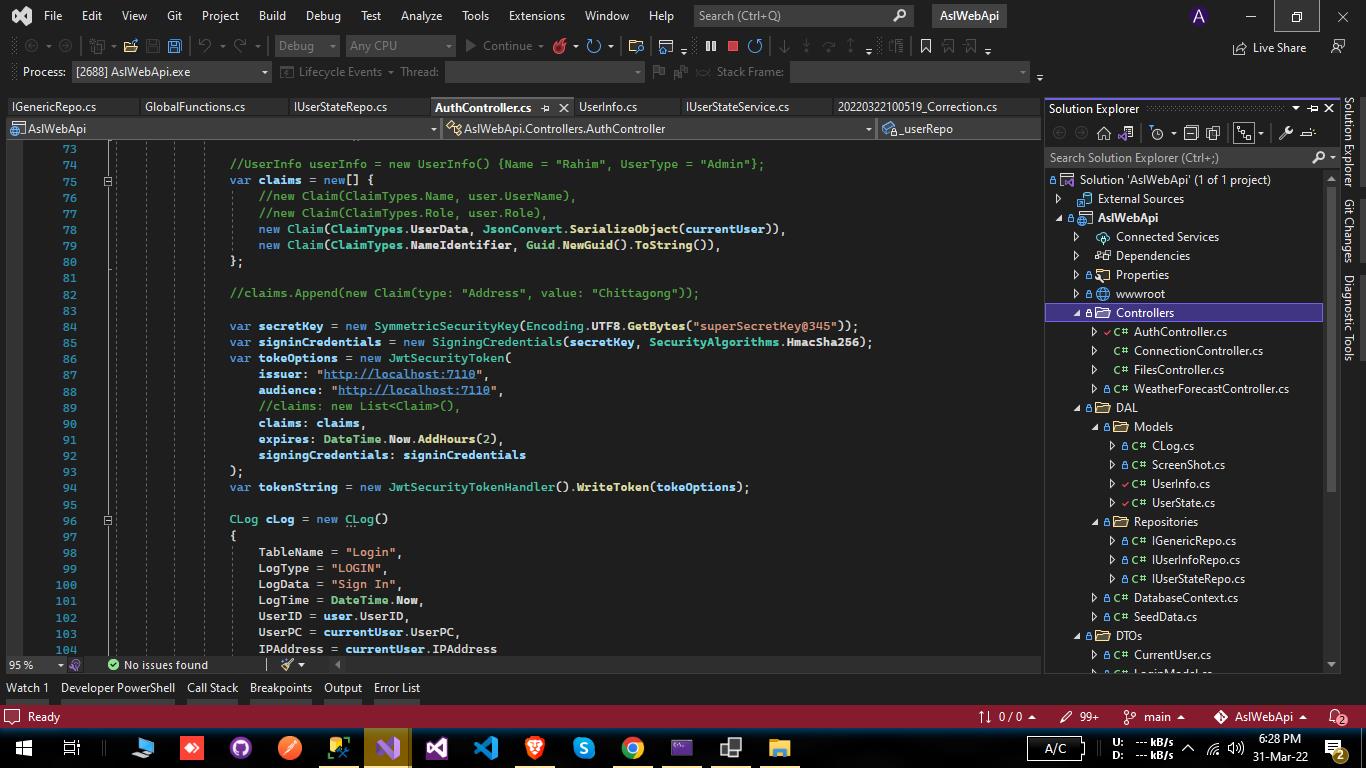 File Edit View Git Project Build Debug Test Analyze Tools Extensions Window Help Search (Ctrl+Q) AslWebApi A
Debug Any CPU Continue Live Share
Process: [2688] AslWebApi.exe Lifecycle Events Thread: Stack Frame:
IGenericRepo.cs GlobalFunctions.cs IUserStateRepo.cs AuthController.cs UserInfo.cs IUserStateService.cs 20220322100519_Correction.cs
AslWebApi AslWebApi.Controllers.AuthController _userRepo
73
74 //UserInfo userInfo = new UserInfo() {Name = "Rahim", UserType = "Admin"};
75 var claims = new[] {
76 //new Claim(ClaimTypes.Name, user.UserName),
77 //new Claim(ClaimTypes.Role, user.Role),
78 new Claim(ClaimTypes.UserData, JsonConvert.SerializeObject(currentUser)),
79 new Claim(ClaimTypes.NameIdentifier, Guid.NewGuid().ToString()),
80 };
81
82 //claims.Append(new Claim(type: "Address", value: "Chittagong"));
83
84 var secretKey = new SymmetricSecurityKey(Encoding.UTF8.GetBytes("superSecretKey@345"));
85 var signinCredentials = new SigningCredentials(secretKey, SecurityAlgorithms.HmacSha256);
86 var tokeOptions = new JwtSecurityToken(
87 issuer: "http://localhost:7110",
88 audience: "http://localhost:7110",
89 //claims: new List<Claim>(),
90 claims: claims,
91 expires: DateTime.Now.AddHours(2),
92 signingCredentials: signinCredentials
93 );
94 var tokenString = new JwtSecurityTokenHandler().WriteToken(tokeOptions);
95
96 CLog cLog = new CLog()
97 {
98 TableName = "Login",
99 LogType = "LOGIN",
100 LogData = "Sign In",
101 LogTime = DateTime.Now,
102 UserID = user.UserID,
103 UserPC = currentUser.UserPC,
104 IPAddress = currentUser.IPAddress
95 % No issues found
Solution Explorer
Search Solution Explorer (Ctrl+;)
Solution 'AslWebApi' (1 of 1 project)
External Sources
AslWebApi
Connected Services
Dependencies
Properties
wwwroot
Controllers
C# AuthController.cs
C# ConnectionController.cs
C# FilesController.cs
C# WeatherForecastController.cs
DAL
Models
C# CLog.cs
C# ScreenShot.cs
C# UserInfo.cs
C# UserState.cs
Repositories
C# IGenericRepo.cs
C# IUserInfoRepo.cs
C# IUserStateRepo.cs
C# DatabaseContext.cs
C# SeedData.cs
DTOs
C# CurrentUser.cs
C# LoginModel.cs
Solution Explorer
Git Changes
Diagnostic Tools
Watch 1 Developer PowerShell Call Stack Breakpoints Output Error List
Ready 0 / 0 99+ main AslWebApi 2
A/C U: --- kB/s
D: --- kB/s
6:28 PM
31-Mar-22
2